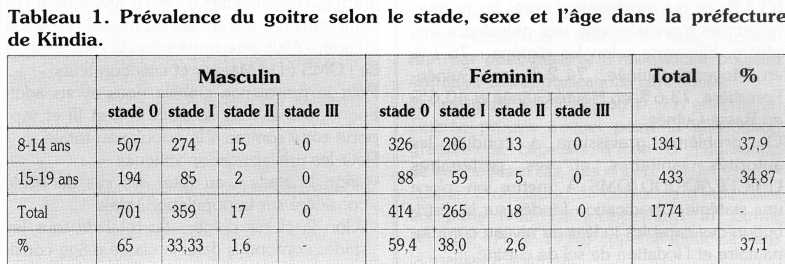 Tableau 1. Prévalence du goitre selon le stade, sexe et l'âge dans la préfecture
de Kindia.
Masculin Féminin Total %
stade 0 stade I stade II stade III stade 0 stade I stade II stade III
8-14 ans 507 274 15 0 326 206 13 0 1341 37,9
15-19 ans 194 85 2 0 88 59 5 0 433 34,87
Total 701 359 17 0 414 265 18 0 1774 -
% 65 33,33 1,6 - 59,4 38,0 2,6 - - 37,1